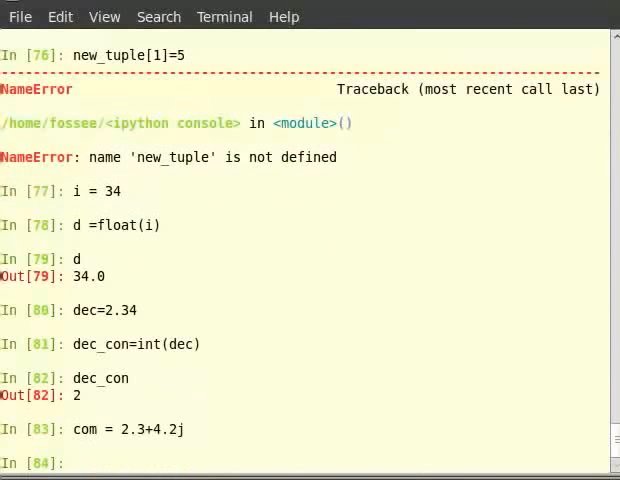 File Edit View Search Terminal Help
In [76]: new_tuple[1]=5
---------------------------------------------------------------------------
NameError                                 Traceback (most recent call last)
/home/fossee/<ipython console> in <module>()
NameError: name 'new_tuple' is not defined
In [77]: i = 34
In [78]: d =float(i)
In [79]: d
Out[79]: 34.0
In [80]: dec=2.34
In [81]: dec_con=int(dec)
In [82]: dec_con
Out[82]: 2
In [83]: com = 2.3+4.2j
In [84]: